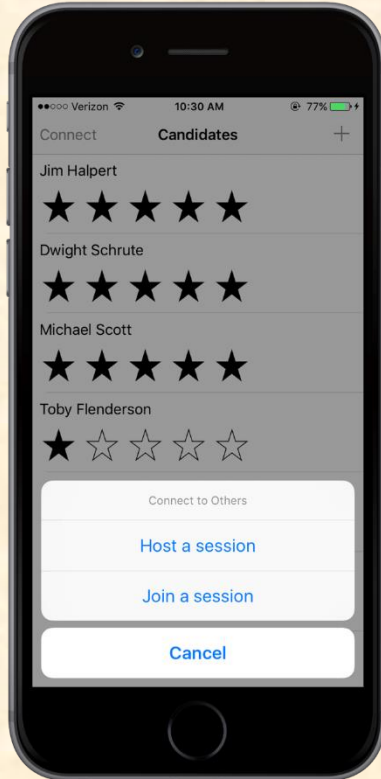 Verizon 10:30 AM 77%
Connect Candidates +
Jim Halpert
Dwight Schrute
Michael Scott
Toby Flenderson
Connect to Others
Host a session
Join a session
Cancel